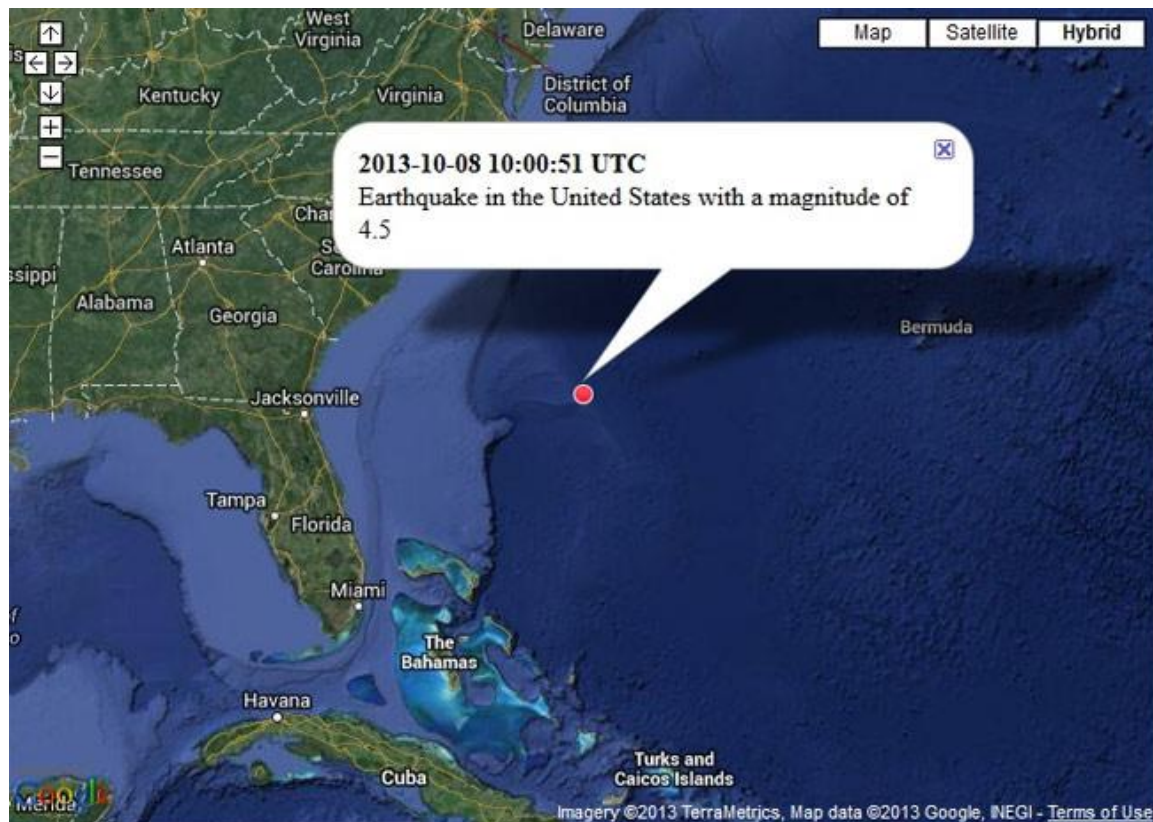 West
Virginia
Delaware
Map
Satellite
Hybrid
Kentucky
Virginia
District of
Columbia
2013-10-08 10:00:51 UTC
Earthquake in the United States with a magnitude of
4.5
Tennessee
Atlanta
Carolina
ssippi
Alabama
Georgia
Bermuda
Jacksonville
Tampa
Florida
Miami
The
Bahamas
Havana
Cuba
Turks and
Caicos Islands
Google
Merida
Imagery ©2013 TerraMetrics, Map data ©2013 Google, INEGI - Terms of Use